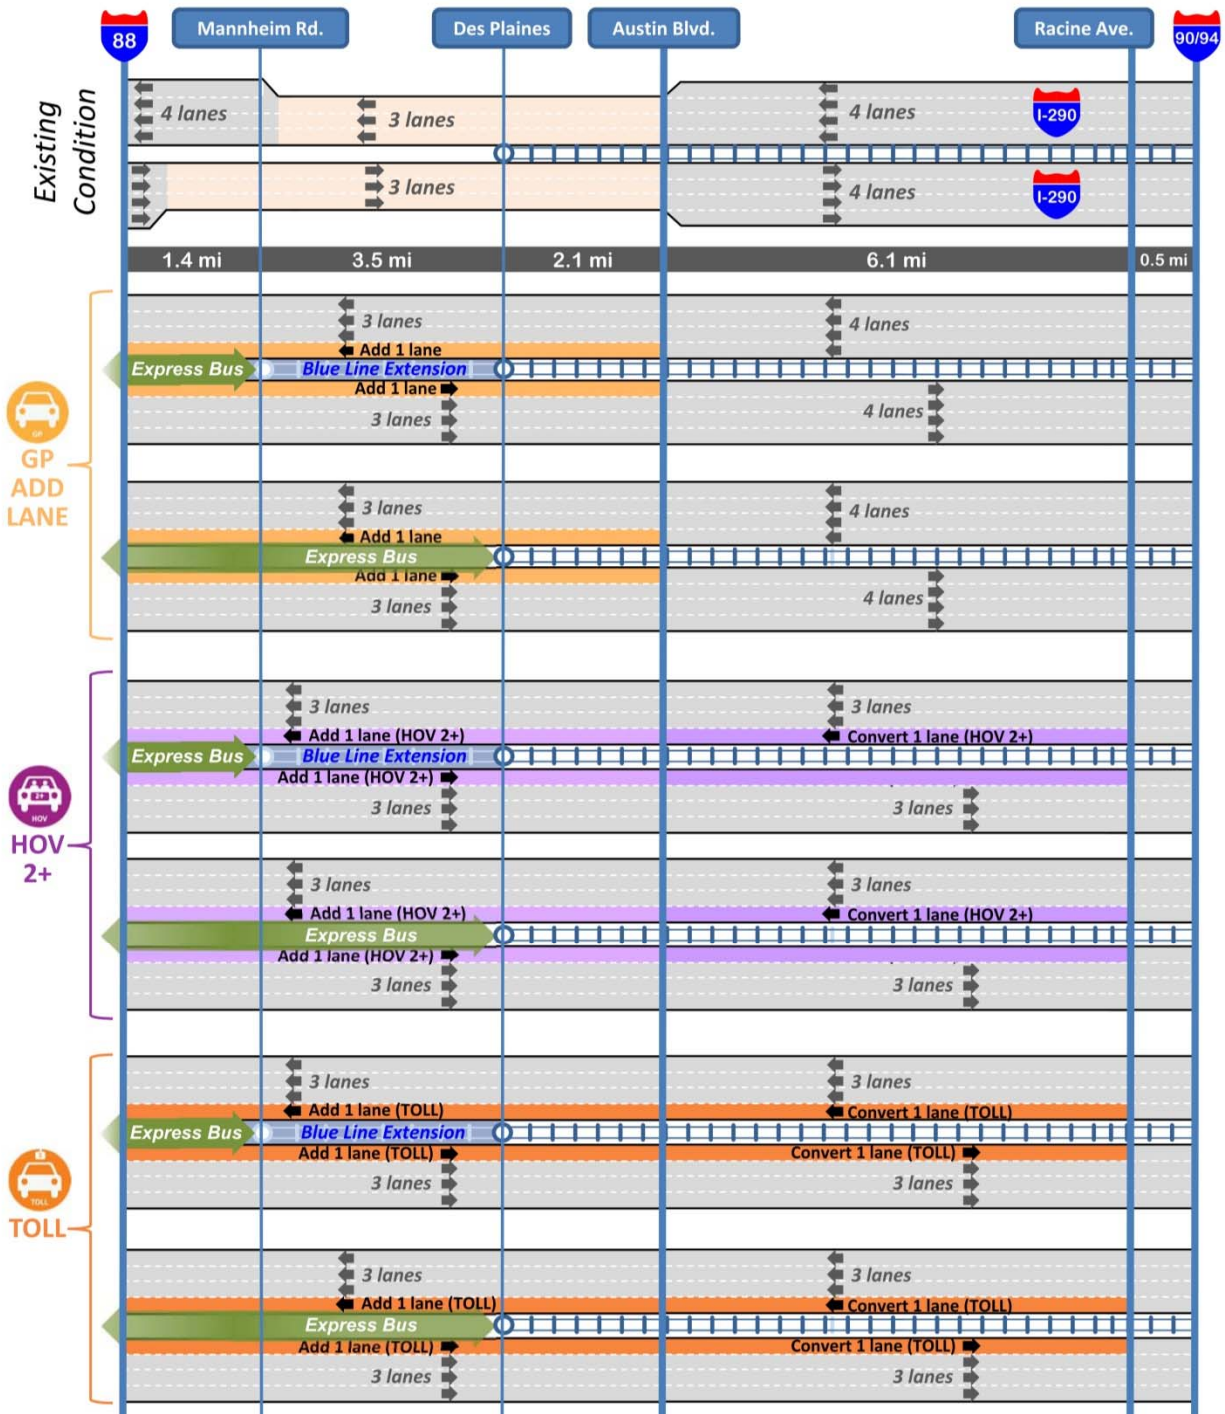 88
Mannheim Rd.
Des Plaines
Austin Blvd.
Racine Ave.
90/94
Existing
Condition
4 lanes
3 lanes
4 lanes
I-290
3 lanes
4 lanes
I-290
1.4 mi
3.5 mi
2.1 mi
6.1 mi
0.5 mi
GP
GP
ADD
LANE
3 lanes
4 lanes
Add 1 lane
Express Bus
Blue Line Extension
Add 1 lane
3 lanes
4 lanes
3 lanes
4 lanes
Add 1 lane
Express Bus
Add 1 lane
3 lanes
4 lanes
2+
HOV
HOV
2+
3 lanes
3 lanes
Add 1 lane (HOV 2+)
Convert 1 lane (HOV 2+)
Express Bus
Blue Line Extension
Add 1 lane (HOV 2+)
3 lanes
3 lanes
3 lanes
3 lanes
Add 1 lane (HOV 2+)
Convert 1 lane (HOV 2+)
Express Bus
Add 1 lane (HOV 2+)
3 lanes
3 lanes
TOLL
TOLL
3 lanes
3 lanes
Add 1 lane (TOLL)
Convert 1 lane (TOLL)
Express Bus
Blue Line Extension
Add 1 lane (TOLL)
Convert 1 lane (TOLL)
3 lanes
3 lanes
3 lanes
3 lanes
Add 1 lane (TOLL)
Convert 1 lane (TOLL)
Express Bus
Add 1 lane (TOLL)
Convert 1 lane (TOLL)
3 lanes
3 lanes